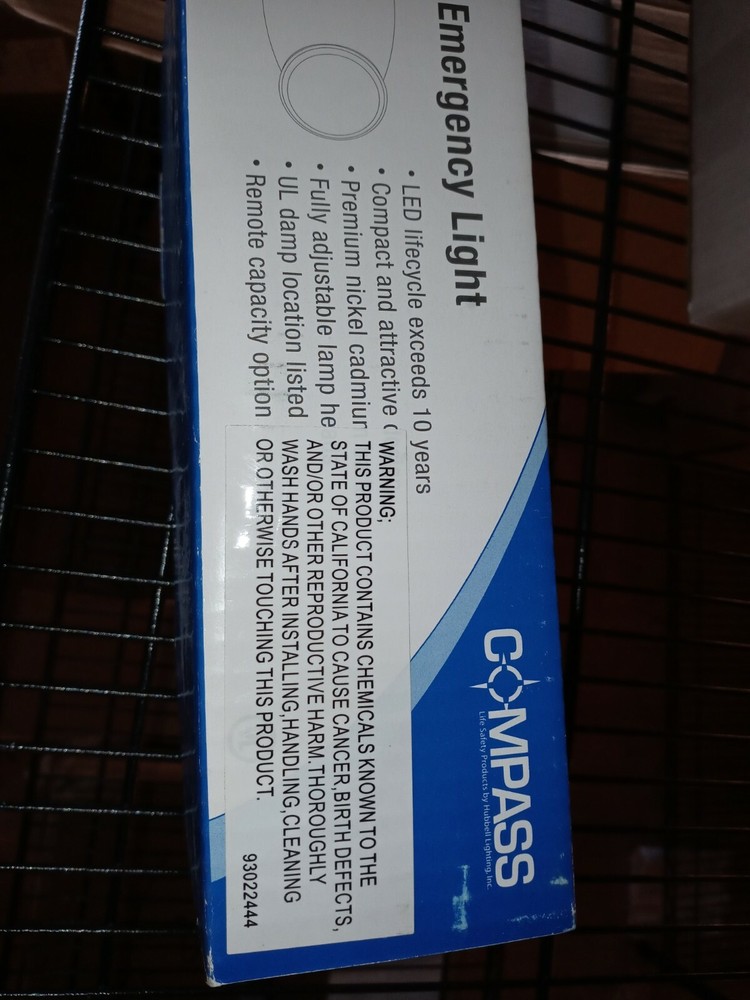 Emergency Light
• LED lifecycle exceeds 10 years
• Compact and attractive
• Premium nickel
• Fully adjustable lamp
• UL damp location listed
• Remote capacity option
WARNING;
THIS PRODUCT CONTAINS CHEMICALS KNOWN TO THE
STATE OF CALIFORNIA TO CAUSE CANCER,BIRTH DEFECTS,
AND/OR OTHER REPRODUCTIVE HARM.THOROUGHLY
WASH HANDS AFTER INSTALLING,HANDLING,CLEANING
OR OTHERWISE TOUCHING THIS PRODUCT.
93022444
COMPASS
Life Safety Products by Hubbell Lighting, Inc.